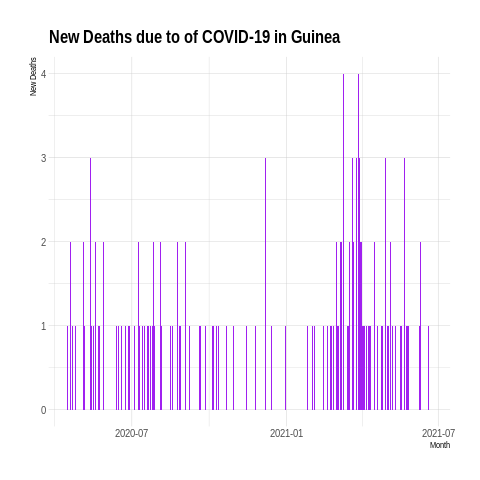 New Deaths due to of COVID-19 in Guinea
New Deaths
4
3
2
1
0
2020-07
2021-01
2021-07
Month